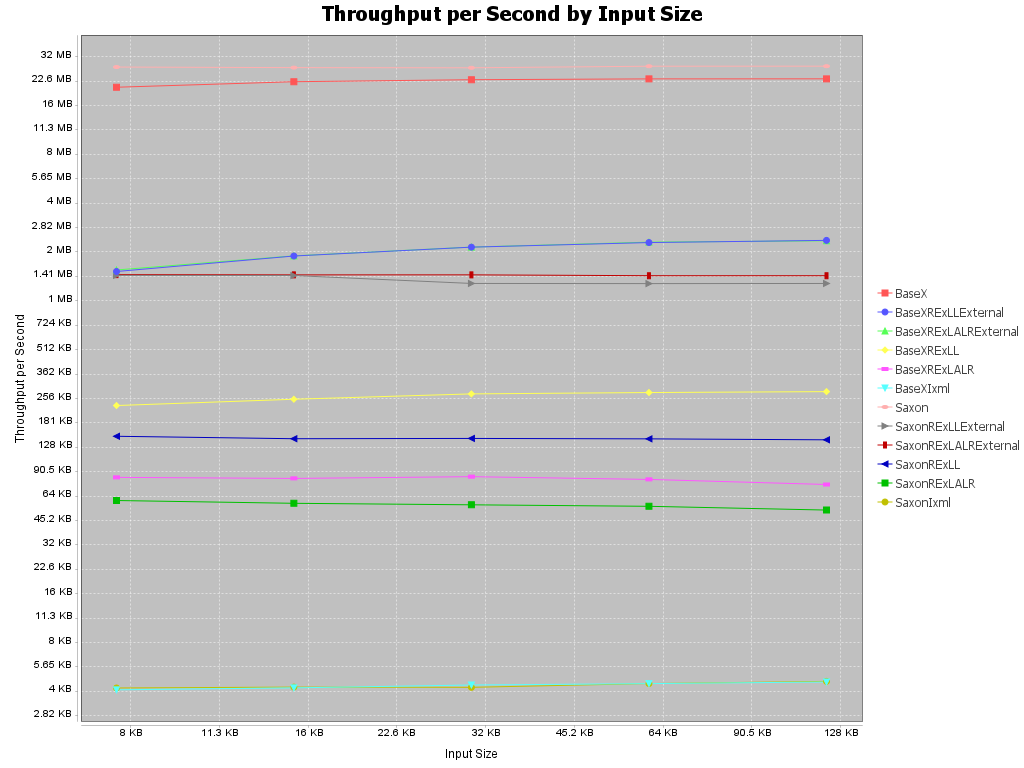 Throughput per Second by Input Size
Throughput per Second
32 MB
22.6 MB
16 MB
11.3 MB
8 MB
5.65 MB
4 MB
2.82 MB
2 MB
1.41 MB
1 MB
724 KB
512 KB
362 KB
256 KB
181 KB
128 KB
90.5 KB
64 KB
45.2 KB
32 KB
22.6 KB
16 KB
11.3 KB
8 KB
5.65 KB
4 KB
2.82 KB
8 KB 11.3 KB 16 KB 22.6 KB 32 KB 45.2 KB 64 KB 90.5 KB 128 KB
Input Size
BaseX
BaseXRExLLExternal
BaseXRExLALRExternal
BaseXRExLL
BaseXRExLALR
BaseXIxml
Saxon
SaxonRExLLExternal
SaxonRExLALRExternal
SaxonRExLL
SaxonRExLALR
SaxonIxml